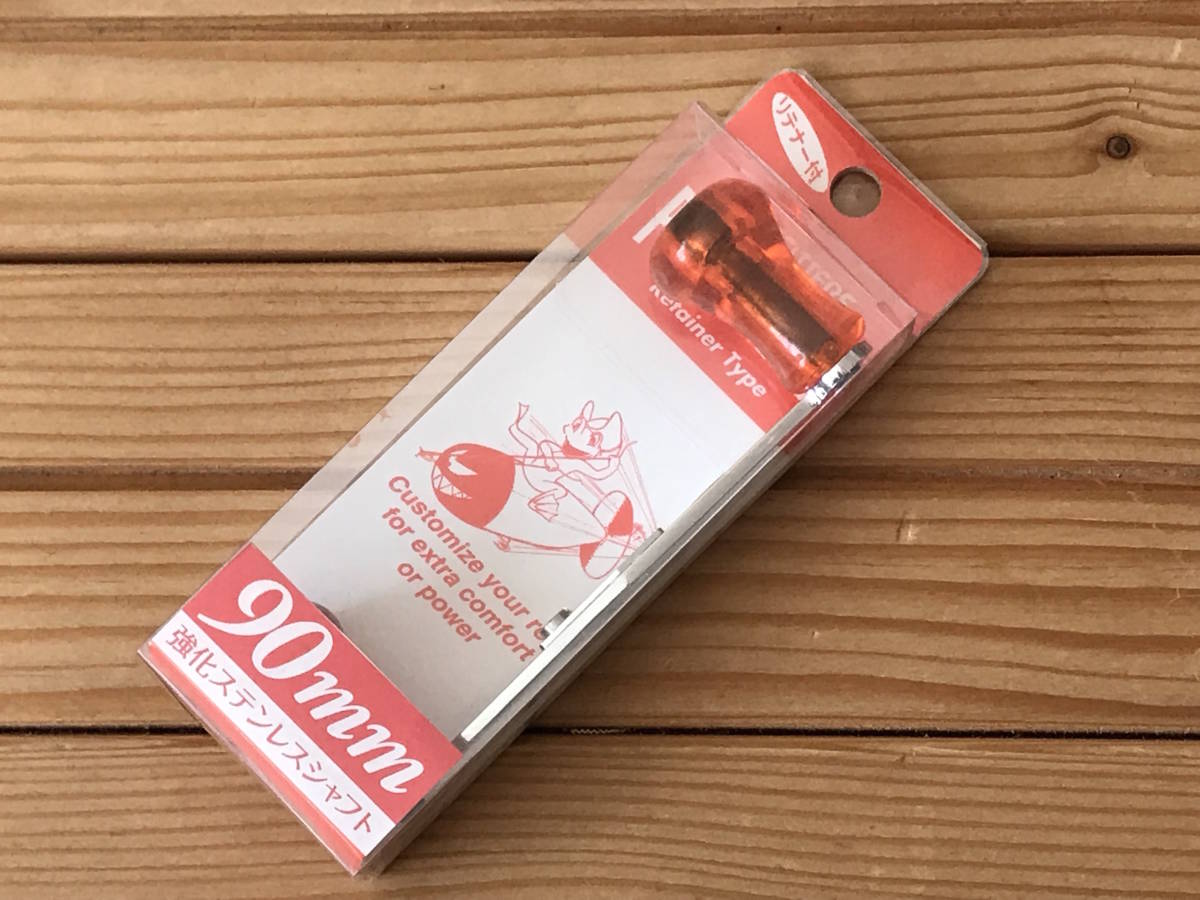 リテナー付
Retainer Type
Customize your
for extra comfort
or power
90mm
強化ステンレスシャフト